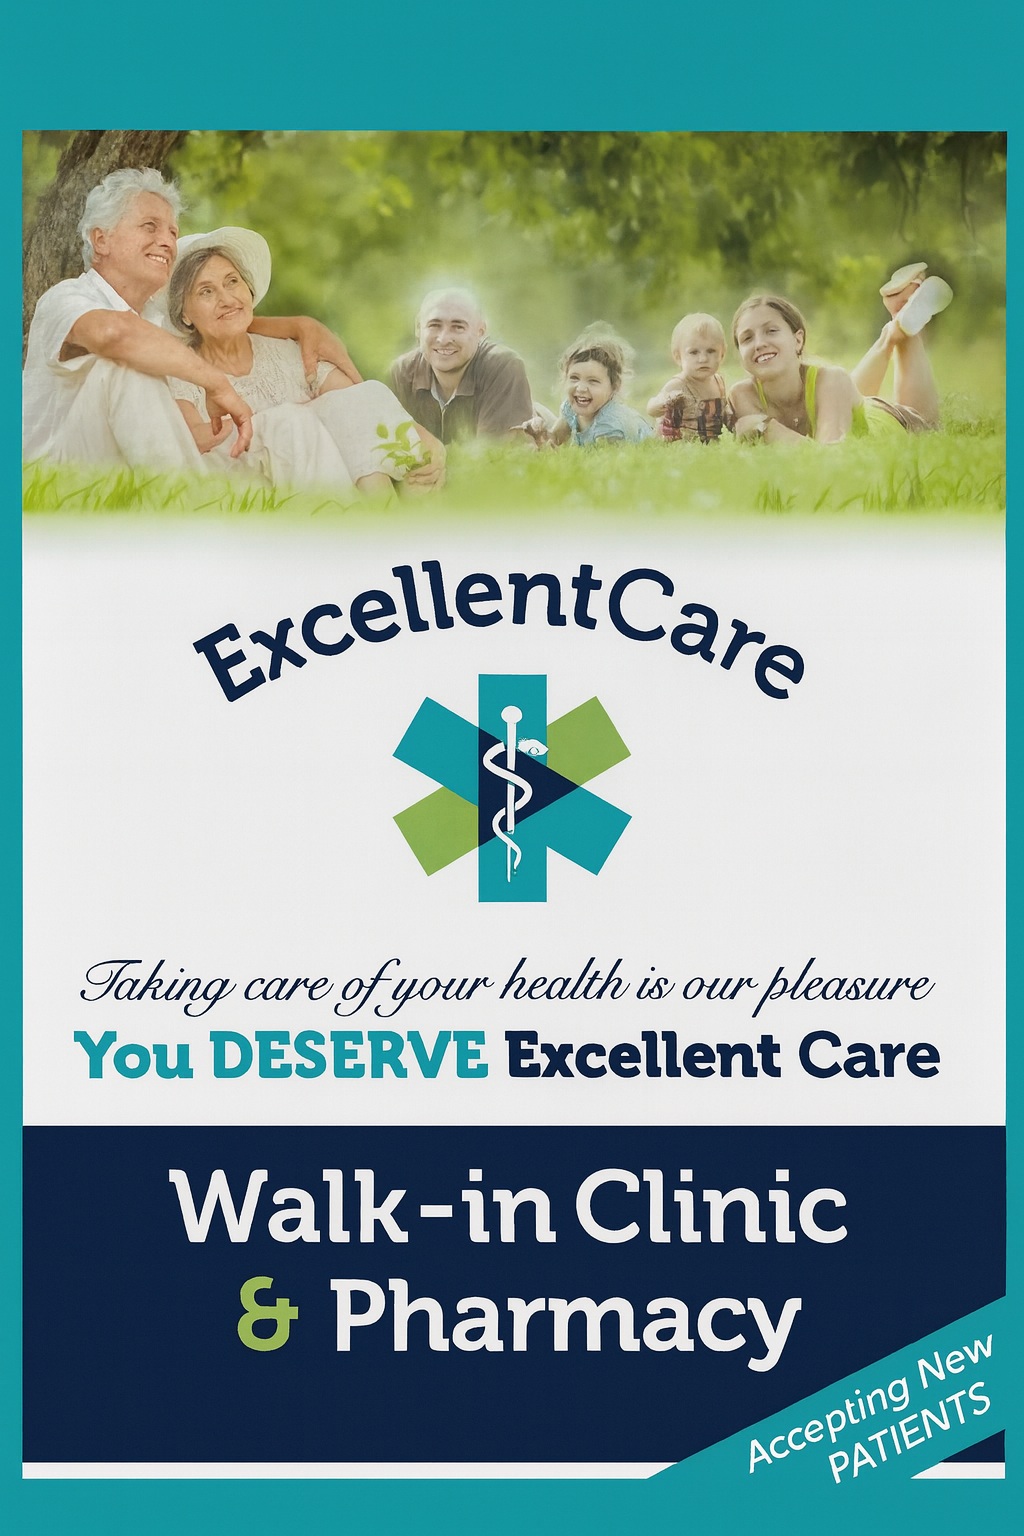 ExcellentCare
Taking care of your health is our pleasure
You DESERVE Excellent Care
Walk-in Clinic
& Pharmacy
Accepting New
PATIENTS